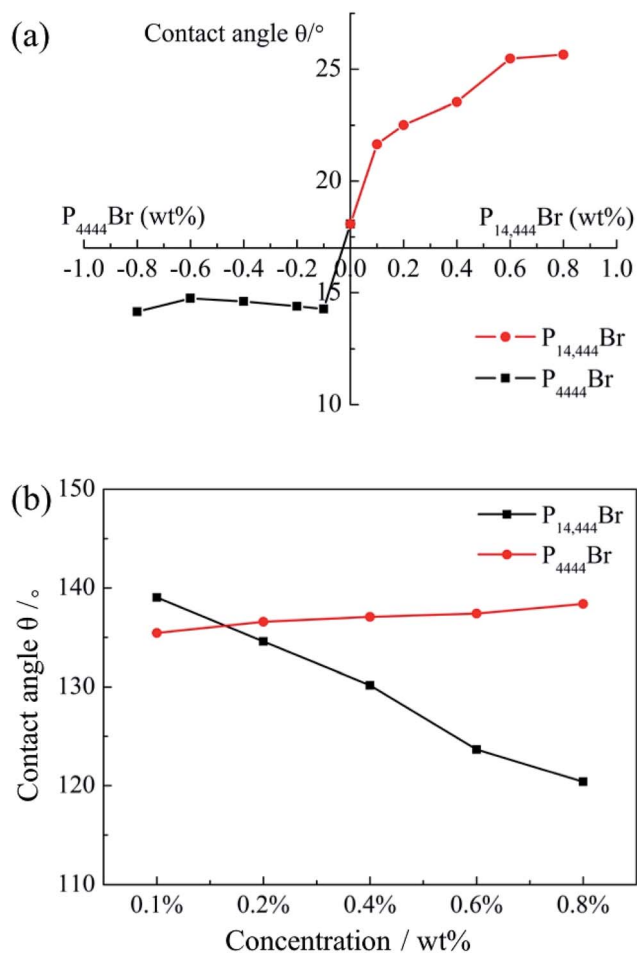 (a)
Contact angle θ/°
25
20
P4444Br (wt%)
P14,444Br (wt%)
-1.0 -0.8 -0.6 -0.4 -0.2 0.0 0.2 0.4 0.6 0.8 1.0
15
P14,444Br
P4444Br
10
(b)
150
P14,444Br
P4444Br
140
130
120
110
Contact angle θ /°
0.1% 0.2% 0.4% 0.6% 0.8%
Concentration / wt%